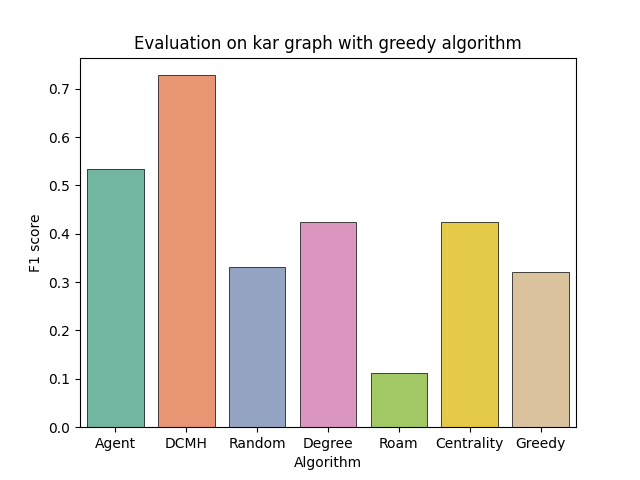 Evaluation on kar graph with greedy algorithm
F1 score
0.7
0.6
0.5
0.4
0.3
0.2
0.1
0.0
Agent DCMH Random Degree Roam Centrality Greedy
Algorithm